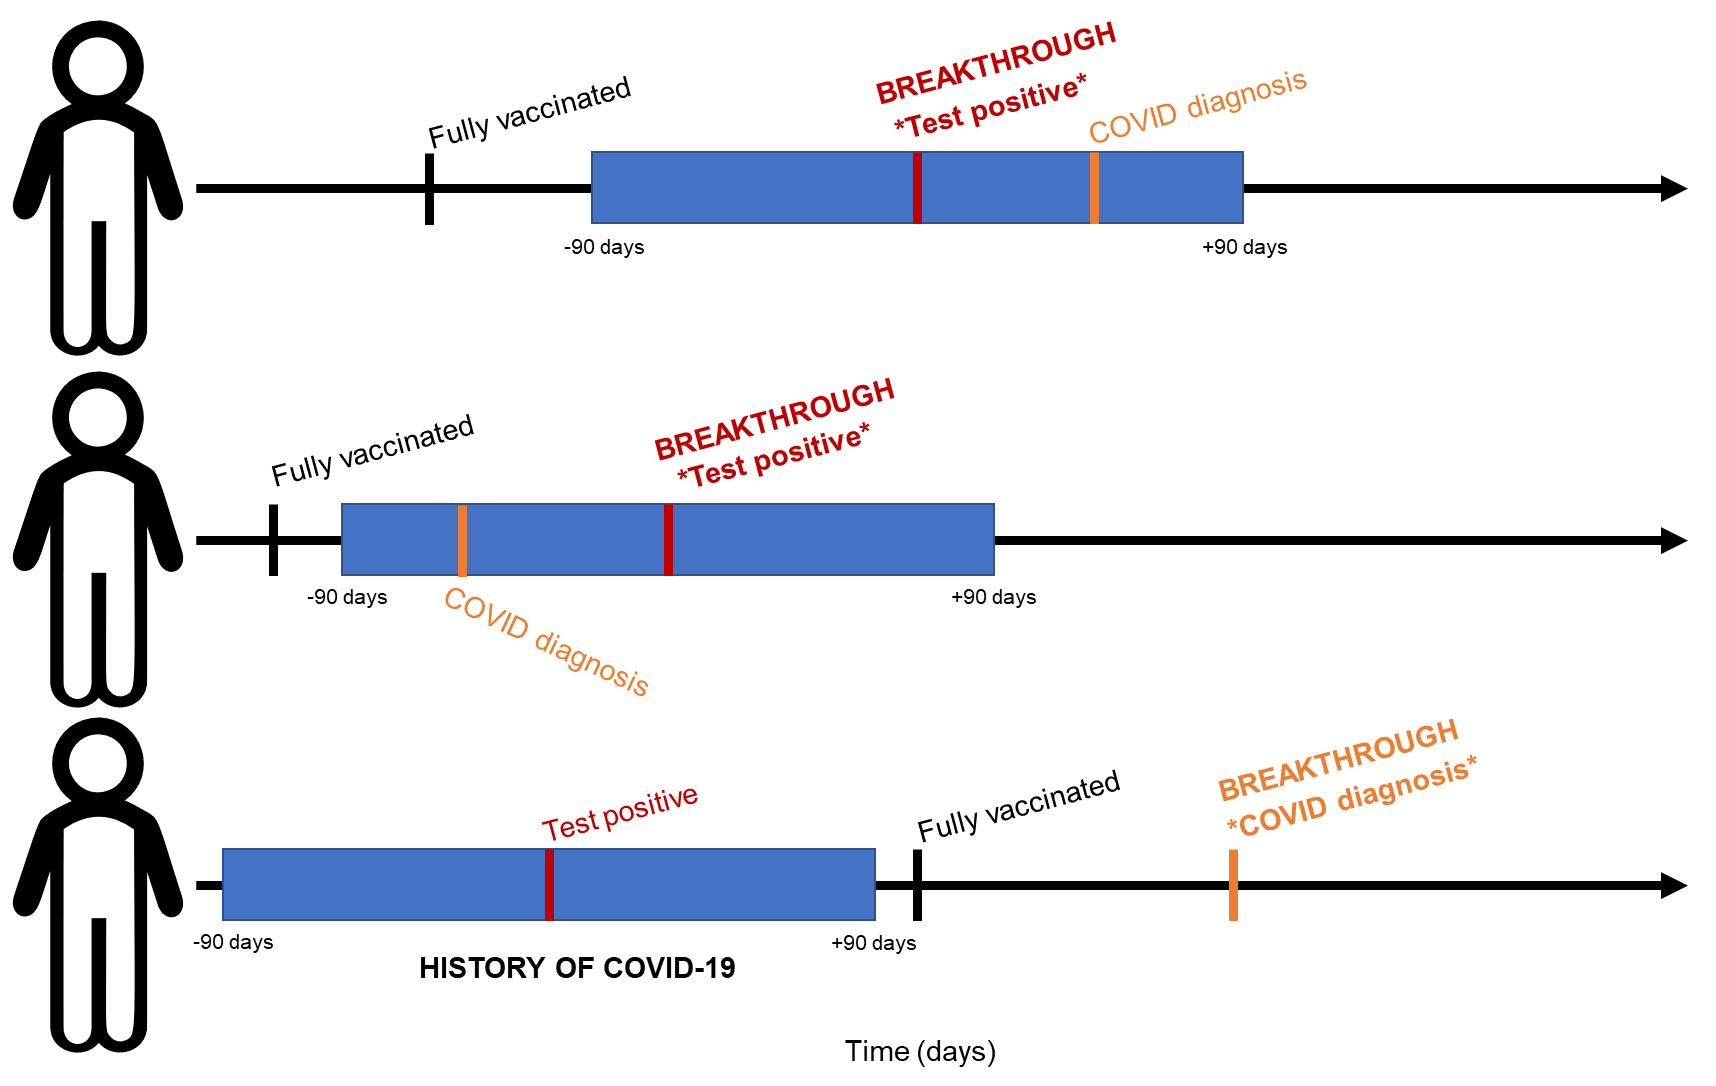 BREAKTHROUGH
*Test positive*
COVID diagnosis
Fully vaccinated
-90 days
+90 days
BREAKTHROUGH
*Test positive*
Fully vaccinated
-90 days
+90 days
COVID diagnosis
BREAKTHROUGH
*COVID diagnosis*
Test positive
Fully vaccinated
-90 days
+90 days
HISTORY OF COVID-19
Time (days)